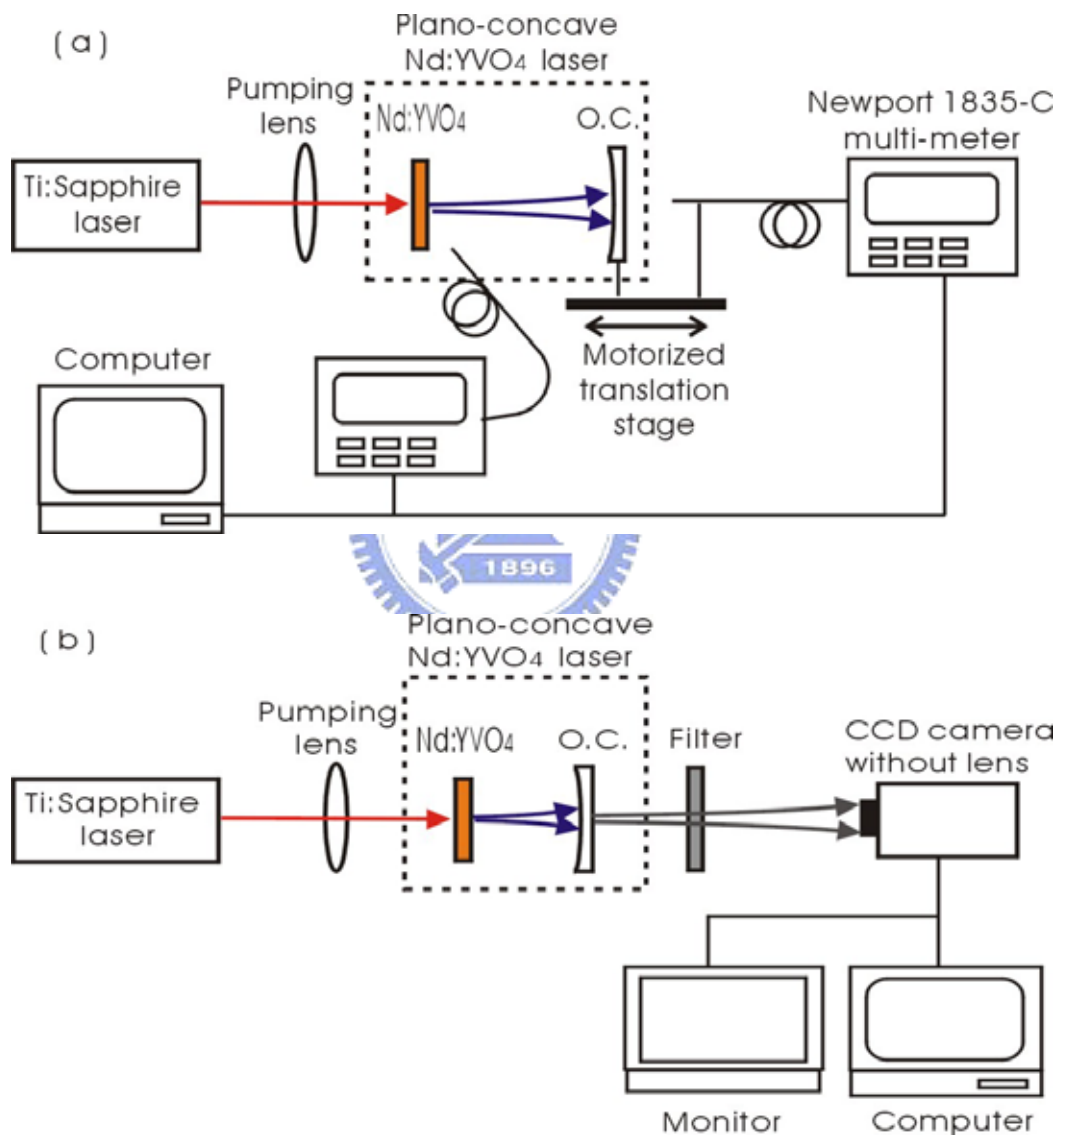 (a)
Plano-concave
Nd:YVO4 laser
Pumping
lens
Nd:YVO4
O.C.
Newport 1835-C
multi-meter
Ti:Sapphire
laser
Computer
Motorized
translation
stage
1896
(b)
Plano-concave
Nd:YVO4 laser
Pumping
lens
Nd:YVO4
O.C.
Filter
CCD camera
without lens
Ti:Sapphire
laser
Monitor
Computer